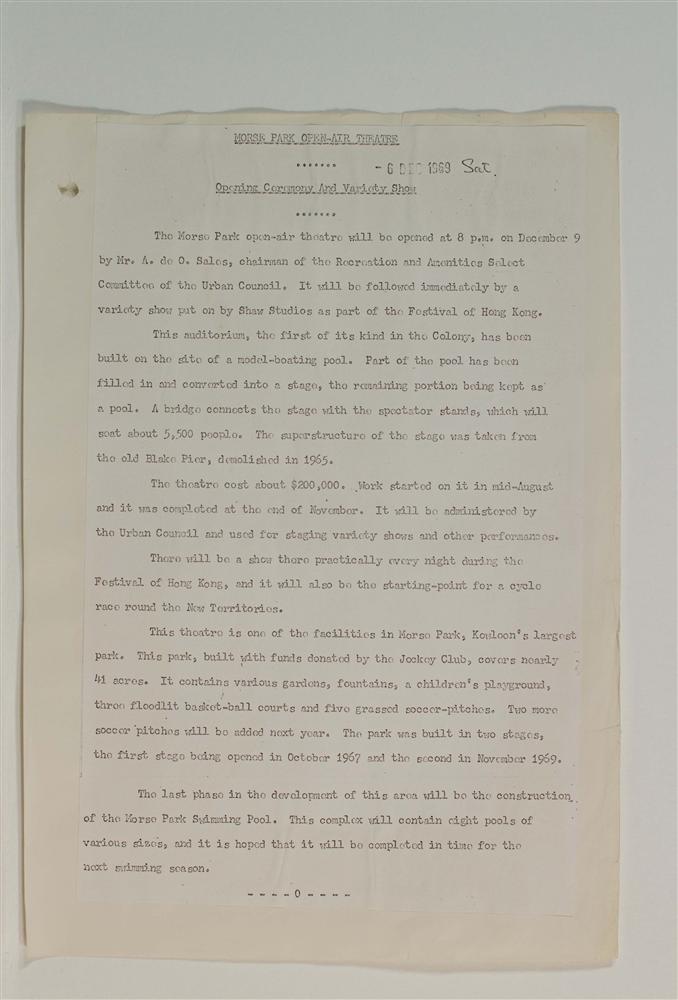 MORSE PARK OPEN-AIR THEATRE
.......
- 6 DEC 1969 Sat.
Opening Ceremony And Variety Show
.......
The Morse Park open-air theatre will be opened at 8 p.m. on December 9
by Mr. A. de O. Sales, chairman of the Recreation and Amenities Select
Committee of the Urban Council. It will be followed immediately by a
variety show put on by Shaw Studios as part of the Festival of Hong Kong.
This auditorium, the first of its kind in the Colony, has been
built on the site of a model-boating pool. Part of the pool has been
filled in and converted into a stage, the remaining portion being kept as
a pool. A bridge connects the stage with the spectator stands, which will
seat about 5,500 people. The superstructure of the stage was taken from
the old Blake Pier, demolished in 1965.
The theatre cost about $200,000. Work started on it in mid-August
and it was completed at the end of November. It will be administered by
the Urban Council and used for staging variety shows and other performances.
There will be a show there practically every night during the
Festival of Hong Kong, and it will also be the starting-point for a cycle
race round the New Territories.
This theatre is one of the facilities in Morse Park, Kowloon's largest
park. This park, built with funds donated by the Jockey Club, covers nearly
41 acres. It contains various gardens, fountains, a children's playground,
three floodlit basket-ball courts and five grassed soccer-pitches. Two more
soccer pitches will be added next year. The park was built in two stages,
the first stage being opened in October 1967 and the second in November 1969.
The last phase in the development of this area will be the construction
of the Morse Park Swimming Pool. This complex will contain eight pools of
various sizes, and it is hoped that it will be completed in time for the
next swimming season.
- - - - 0 - - - -